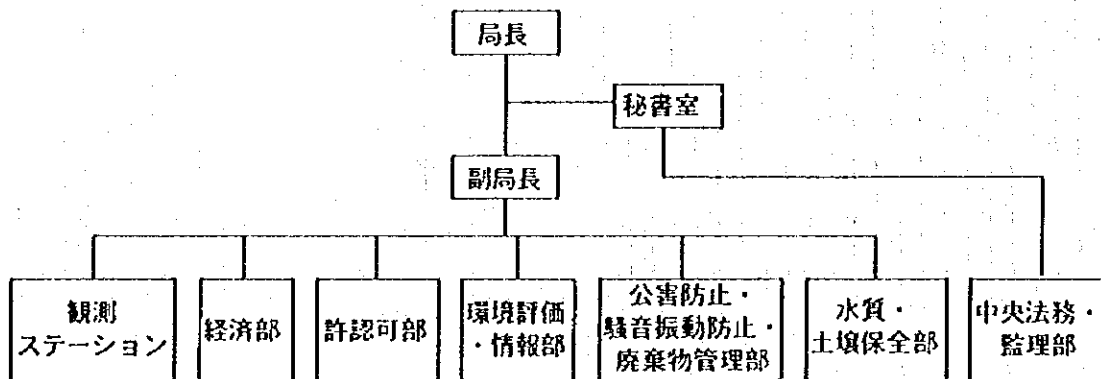 局長
秘書室
副局長
観測
ステーション
経済部
許認可部
環境評価
・情報部
公害防止・
騒音振動防止・
廃棄物管理部
水質・
土壌保全部
中央法務・
監理部